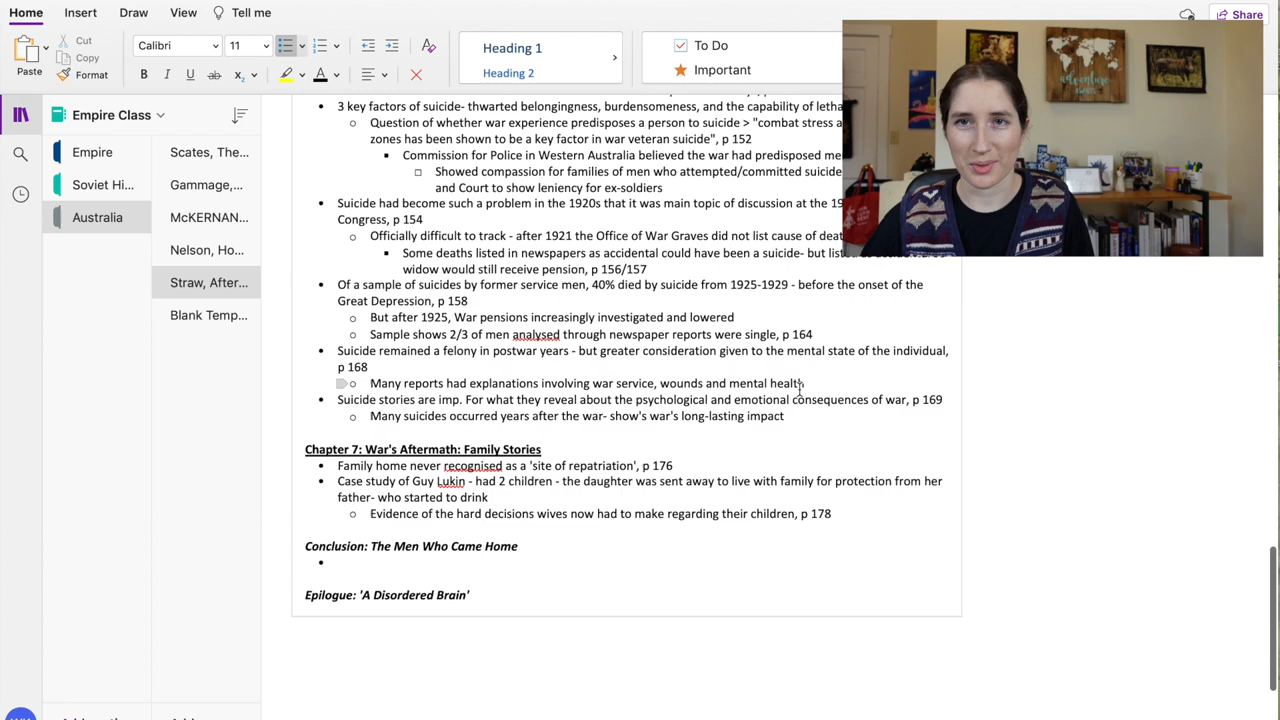 Home Insert Draw View Tell me
Share
Paste
Cut
Copy
Format
Calibri 11
B I U ab x₂ A
Heading 1
Heading 2
To Do
Important
Empire Class
Empire
Soviet Hi...
Australia
Scates, The...
Gammage,...
McKERNAN...
Nelson, Ho...
Straw, After...
Blank Temp...
3 key factors of suicide- thwarted belongingness, burdensomeness, and the capability of
Question of whether war experience predisposes a person to suicide > "combat stress
zones has been shown to be a key factor in war veteran suicide", p 152
Commission for Police in Western Australia believed the war had predisposed
Showed compassion for families of men who attempted/committed suicide
and Court to show leniency for ex-soldiers
Suicide had become such a problem in the 1920s that it was main topic of discussion at the
Congress, p 154
Officially difficult to track - after 1921 the Office of War Graves did not list cause of
Some deaths listed in newspapers as accidental could have been a suicide- but
widow would still receive pension, p 156/157
Of a sample of suicides by former service men, 40% died by suicide from 1925-1929 - before the onset of the
Great Depression, p 158
But after 1925, War pensions increasingly investigated and lowered
Sample shows 2/3 of men analysed through newspaper reports were single, p 164
Suicide remained a felony in postwar years - but greater consideration given to the mental state of the individual,
p 168
Many reports had explanations involving war service, wounds and mental health
Suicide stories are imp. For what they reveal about the psychological and emotional consequences of war, p 169
Many suicides occurred years after the war- show's war's long-lasting impact
Chapter 7: War's Aftermath: Family Stories
Family home never recognised as a 'site of repatriation', p 176
Case study of Guy Lukin - had 2 children - the daughter was sent away to live with family for protection from her
father- who started to drink
Evidence of the hard decisions wives now had to make regarding their children, p 178
Conclusion: The Men Who Came Home
Epilogue: 'A Disordered Brain'
adventure